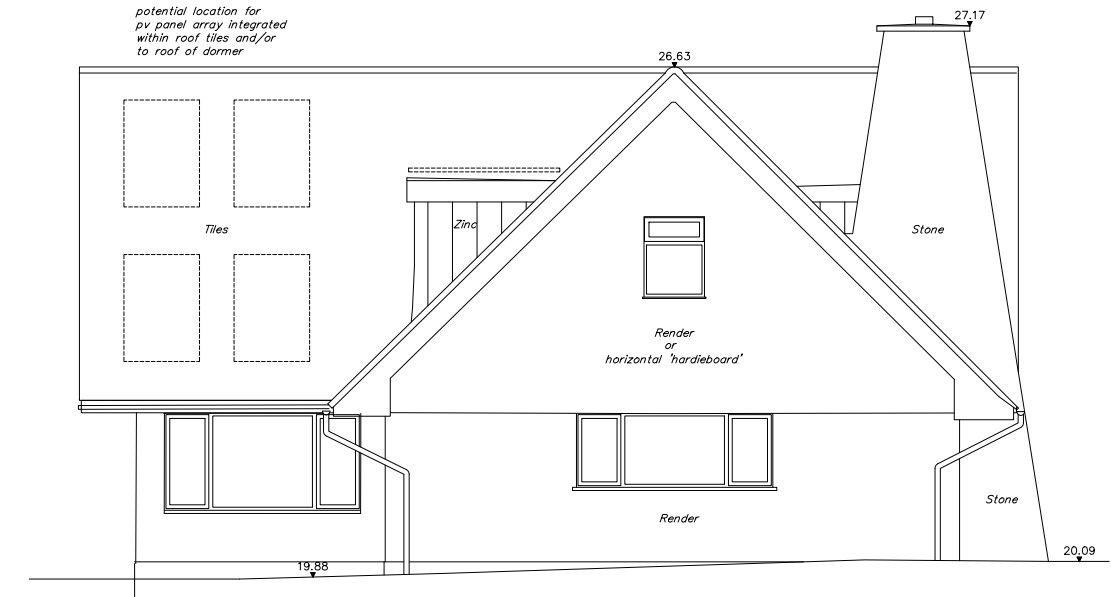 potential location for
pv panel array integrated
within roof tiles and/or
to roof of dormer
27.17
26.63
Zinc
Tiles
Stone
Render
or
horizontal 'hardieboard'
Stone
Render
20.09
19.88